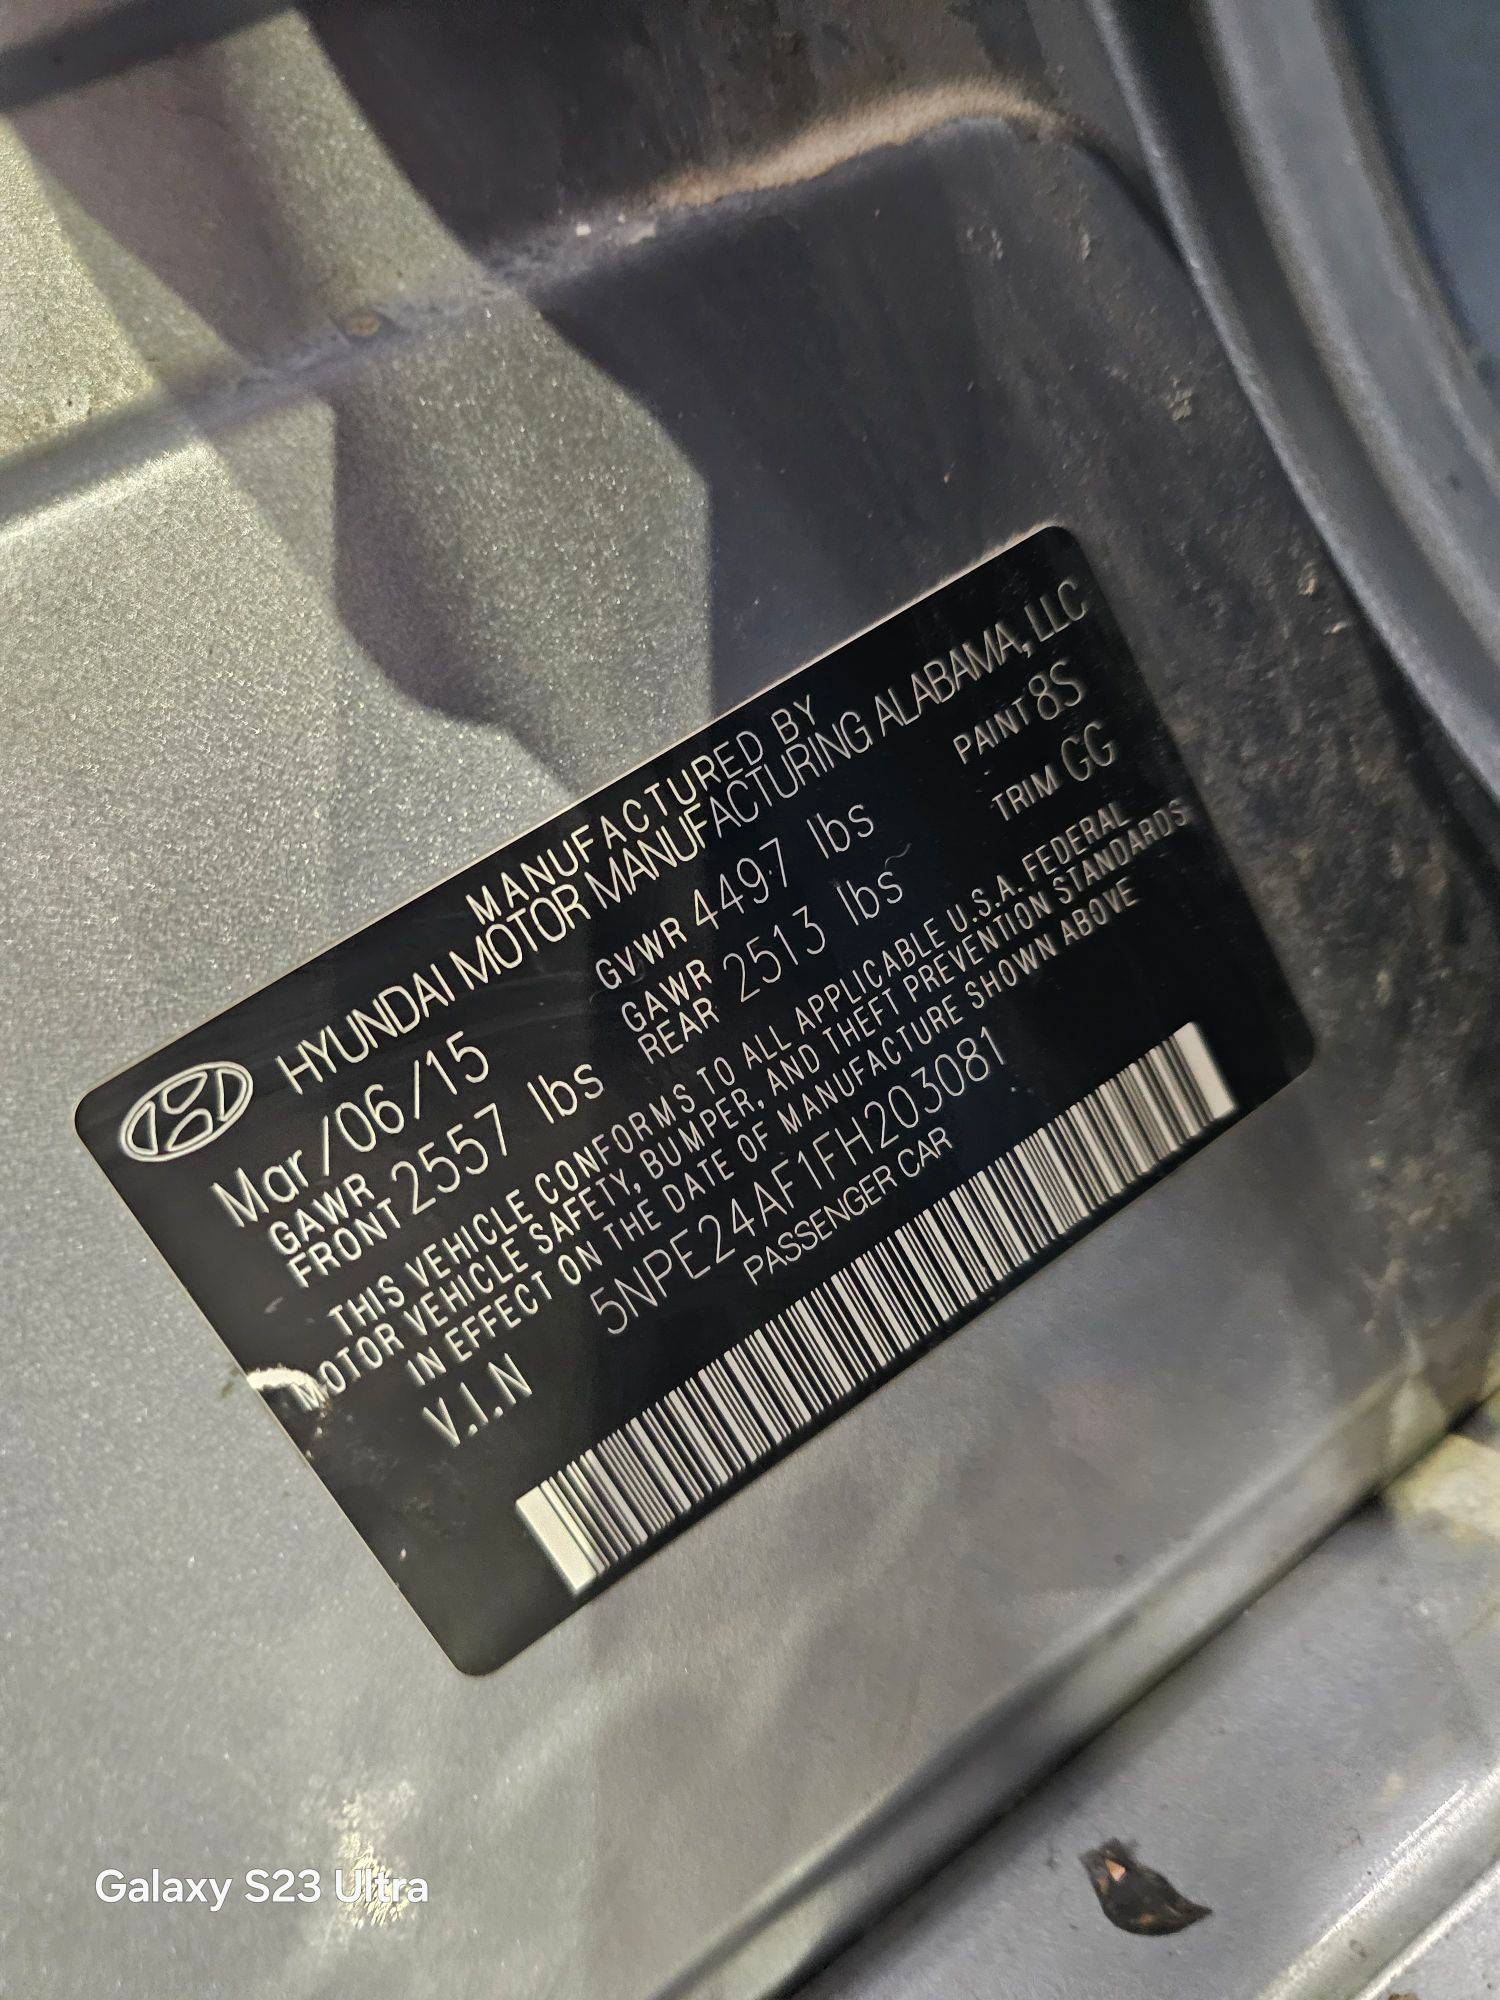 MANUFACTURED BY
HYUNDAI MOTOR MANUFACTURING ALABAMA, LLC
Mar/06/15 GVWR 4497 lbs PAINT 8S
GAWR FRONT 2557 lbs GAWR REAR 2513 lbs TRIM GG
THIS VEHICLE CONFORMS TO ALL APPLICABLE U.S.A. FEDERAL
MOTOR VEHICLE SAFETY, BUMPER, AND THEFT PREVENTION STANDARDS
IN EFFECT ON THE DATE OF MANUFACTURE SHOWN ABOVE
V.I.N 5NPE24AF1FH203081
PASSENGER CAR
Galaxy S23 Ultra